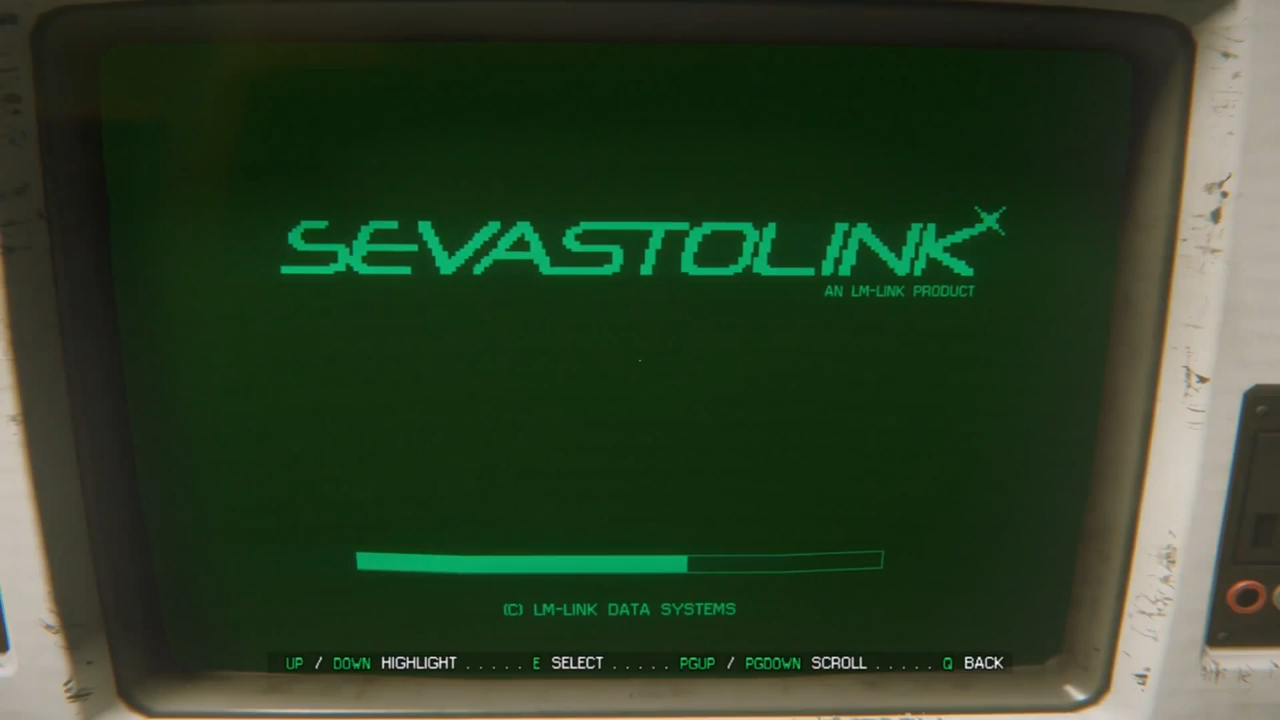 SEVASTOLINK
AN LM-LINK PRODUCT
(C) LM-LINK DATA SYSTEMS
UP / DOWN HIGHLIGHT ..... E SELECT ..... PGUP / PGDOWN SCROLL ..... Q BACK